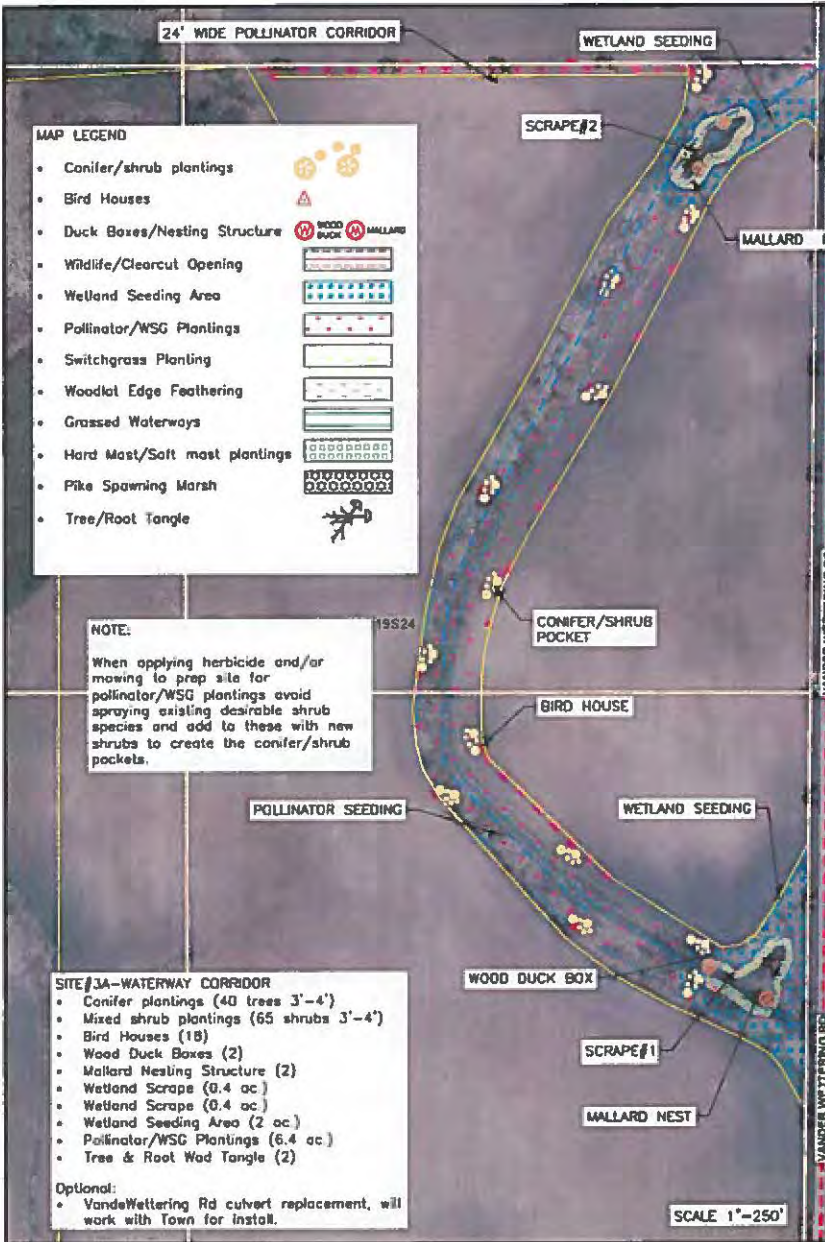 24' WIDE POLLINATOR CORRIDOR
WETLAND SEEDING
SCRAPE#2
MALLARD
MAP LEGEND
• Conifer/shrub plantings
• Bird Houses
• Duck Boxes/Nesting Structure W WOOD DUCK M MALLARD
• Wildlife/Clearcut Opening
• Wetland Seeding Area
• Pollinator/WSG Plantings
• Switchgrass Planting
• Woodlot Edge Feathering
• Grassed Waterways
• Hard Mast/Soft mast plantings
• Pike Spawning Marsh
• Tree/Root Tangle
19S24
CONIFER/SHRUB
POCKET
NOTE:
When applying herbicide and/or
mowing to prep site for
pollinator/WSG plantings avoid
spraying existing desirable shrub
species and add to these with new
shrubs to create the conifer/shrub
pockets.
BIRD HOUSE
POLLINATOR SEEDING
WETLAND SEEDING
WOOD DUCK BOX
SCRAPE#1
MALLARD NEST
SITE#3A-WATERWAY CORRIDOR
• Conifer plantings (40 trees 3'-4')
• Mixed shrub plantings (65 shrubs 3'-4')
• Bird Houses (18)
• Wood Duck Boxes (2)
• Mallard Nesting Structure (2)
• Wetland Scrape (0.4 ac.)
• Wetland Scrape (0.4 ac.)
• Wetland Seeding Area (2 ac.)
• Pollinator/WSG Plantings (6.4 ac.)
• Tree & Root Wad Tangle (2)
Optional:
• VandeWettering Rd culvert replacement, will
work with Town for install.
SCALE 1"-250'
VANDER WETTERING RD